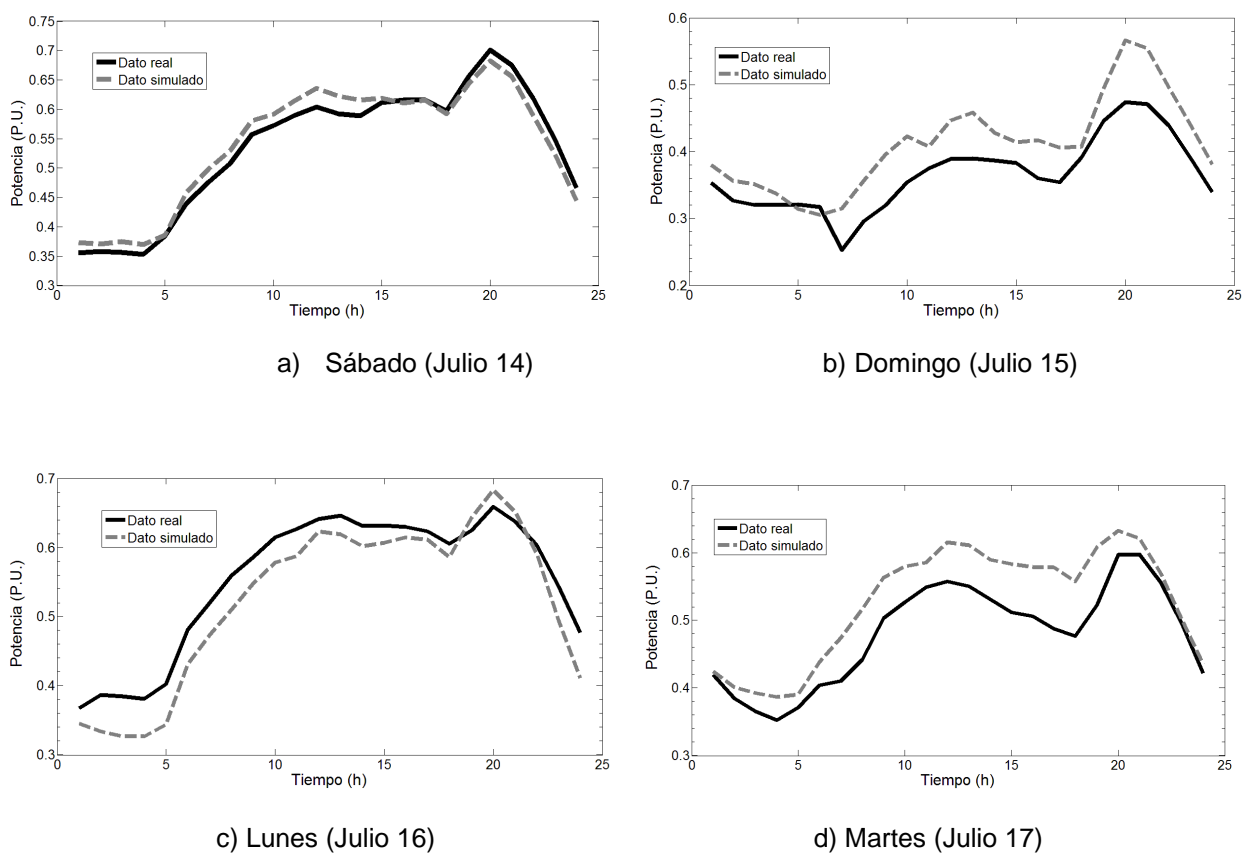 0.75
0.7
0.65
0.6
0.55
0.5
0.45
0.4
0.35
0.3
Potencia (P.U.)
Dato real
Dato simulado
0 5 10 15 20 25
Tiempo (h)
a) Sábado (Julio 14)
0.6
0.5
0.4
0.3
0.2
Potencia (P.U.)
Dato real
Dato simulado
0 5 10 15 20 25
Tiempo (h)
b) Domingo (Julio 15)
0.7
0.6
0.5
0.4
0.3
Potencia (P.U.)
Dato real
Dato simulado
0 5 10 15 20 25
Tiempo (h)
c) Lunes (Julio 16)
0.7
0.6
0.5
0.4
0.3
Potencia (P.U.)
Dato real
Dato simulado
0 5 10 15 20 25
Tiempo (h)
d) Martes (Julio 17)